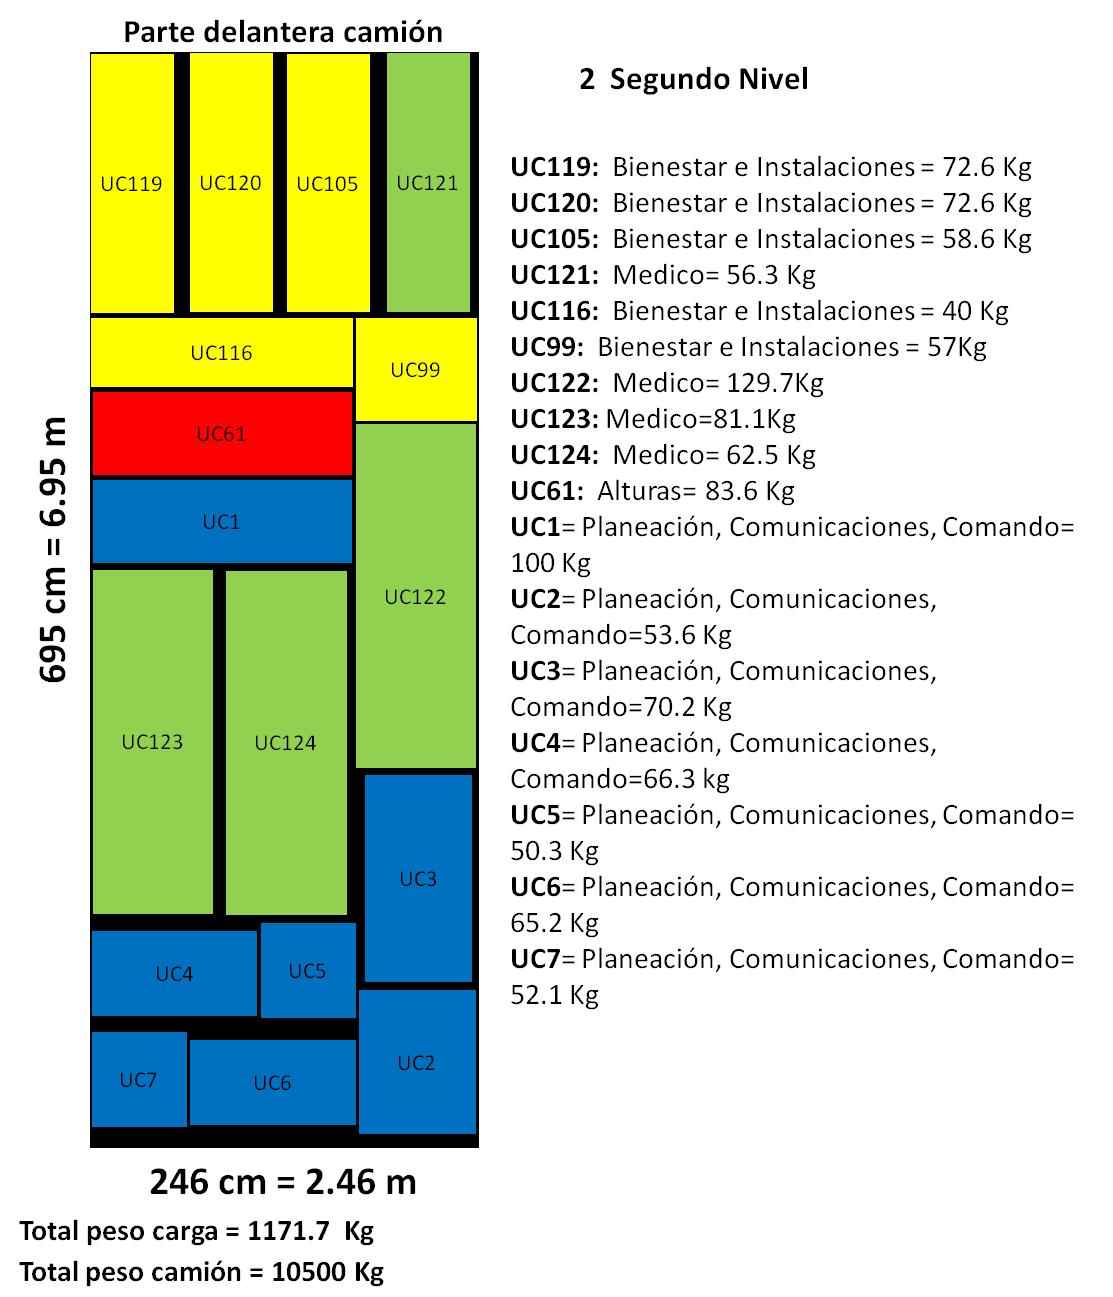 Parte delantera camión
2 Segundo Nivel
UC119
UC120
UC105
UC121
UC116
UC99
UC61
UC1
UC122
UC123
UC124
UC3
UC4
UC5
UC7
UC6
UC2
695 cm = 6.95 m
246 cm = 2.46 m
UC119: Bienestar e Instalaciones = 72.6 Kg
UC120: Bienestar e Instalaciones = 72.6 Kg
UC105: Bienestar e Instalaciones = 58.6 Kg
UC121: Medico= 56.3 Kg
UC116: Bienestar e Instalaciones = 40 Kg
UC99: Bienestar e Instalaciones = 57Kg
UC122: Medico= 129.7Kg
UC123: Medico=81.1Kg
UC124: Medico= 62.5 Kg
UC61: Alturas= 83.6 Kg
UC1= Planeación, Comunicaciones, Comando=
100 Kg
UC2= Planeación, Comunicaciones,
Comando=53.6 Kg
UC3= Planeación, Comunicaciones,
Comando=70.2 Kg
UC4= Planeación, Comunicaciones,
Comando=66.3 kg
UC5= Planeación, Comunicaciones, Comando=
50.3 Kg
UC6= Planeación, Comunicaciones, Comando=
65.2 Kg
UC7= Planeación, Comunicaciones, Comando=
52.1 Kg
Total peso carga = 1171.7 Kg
Total peso camión = 10500 Kg